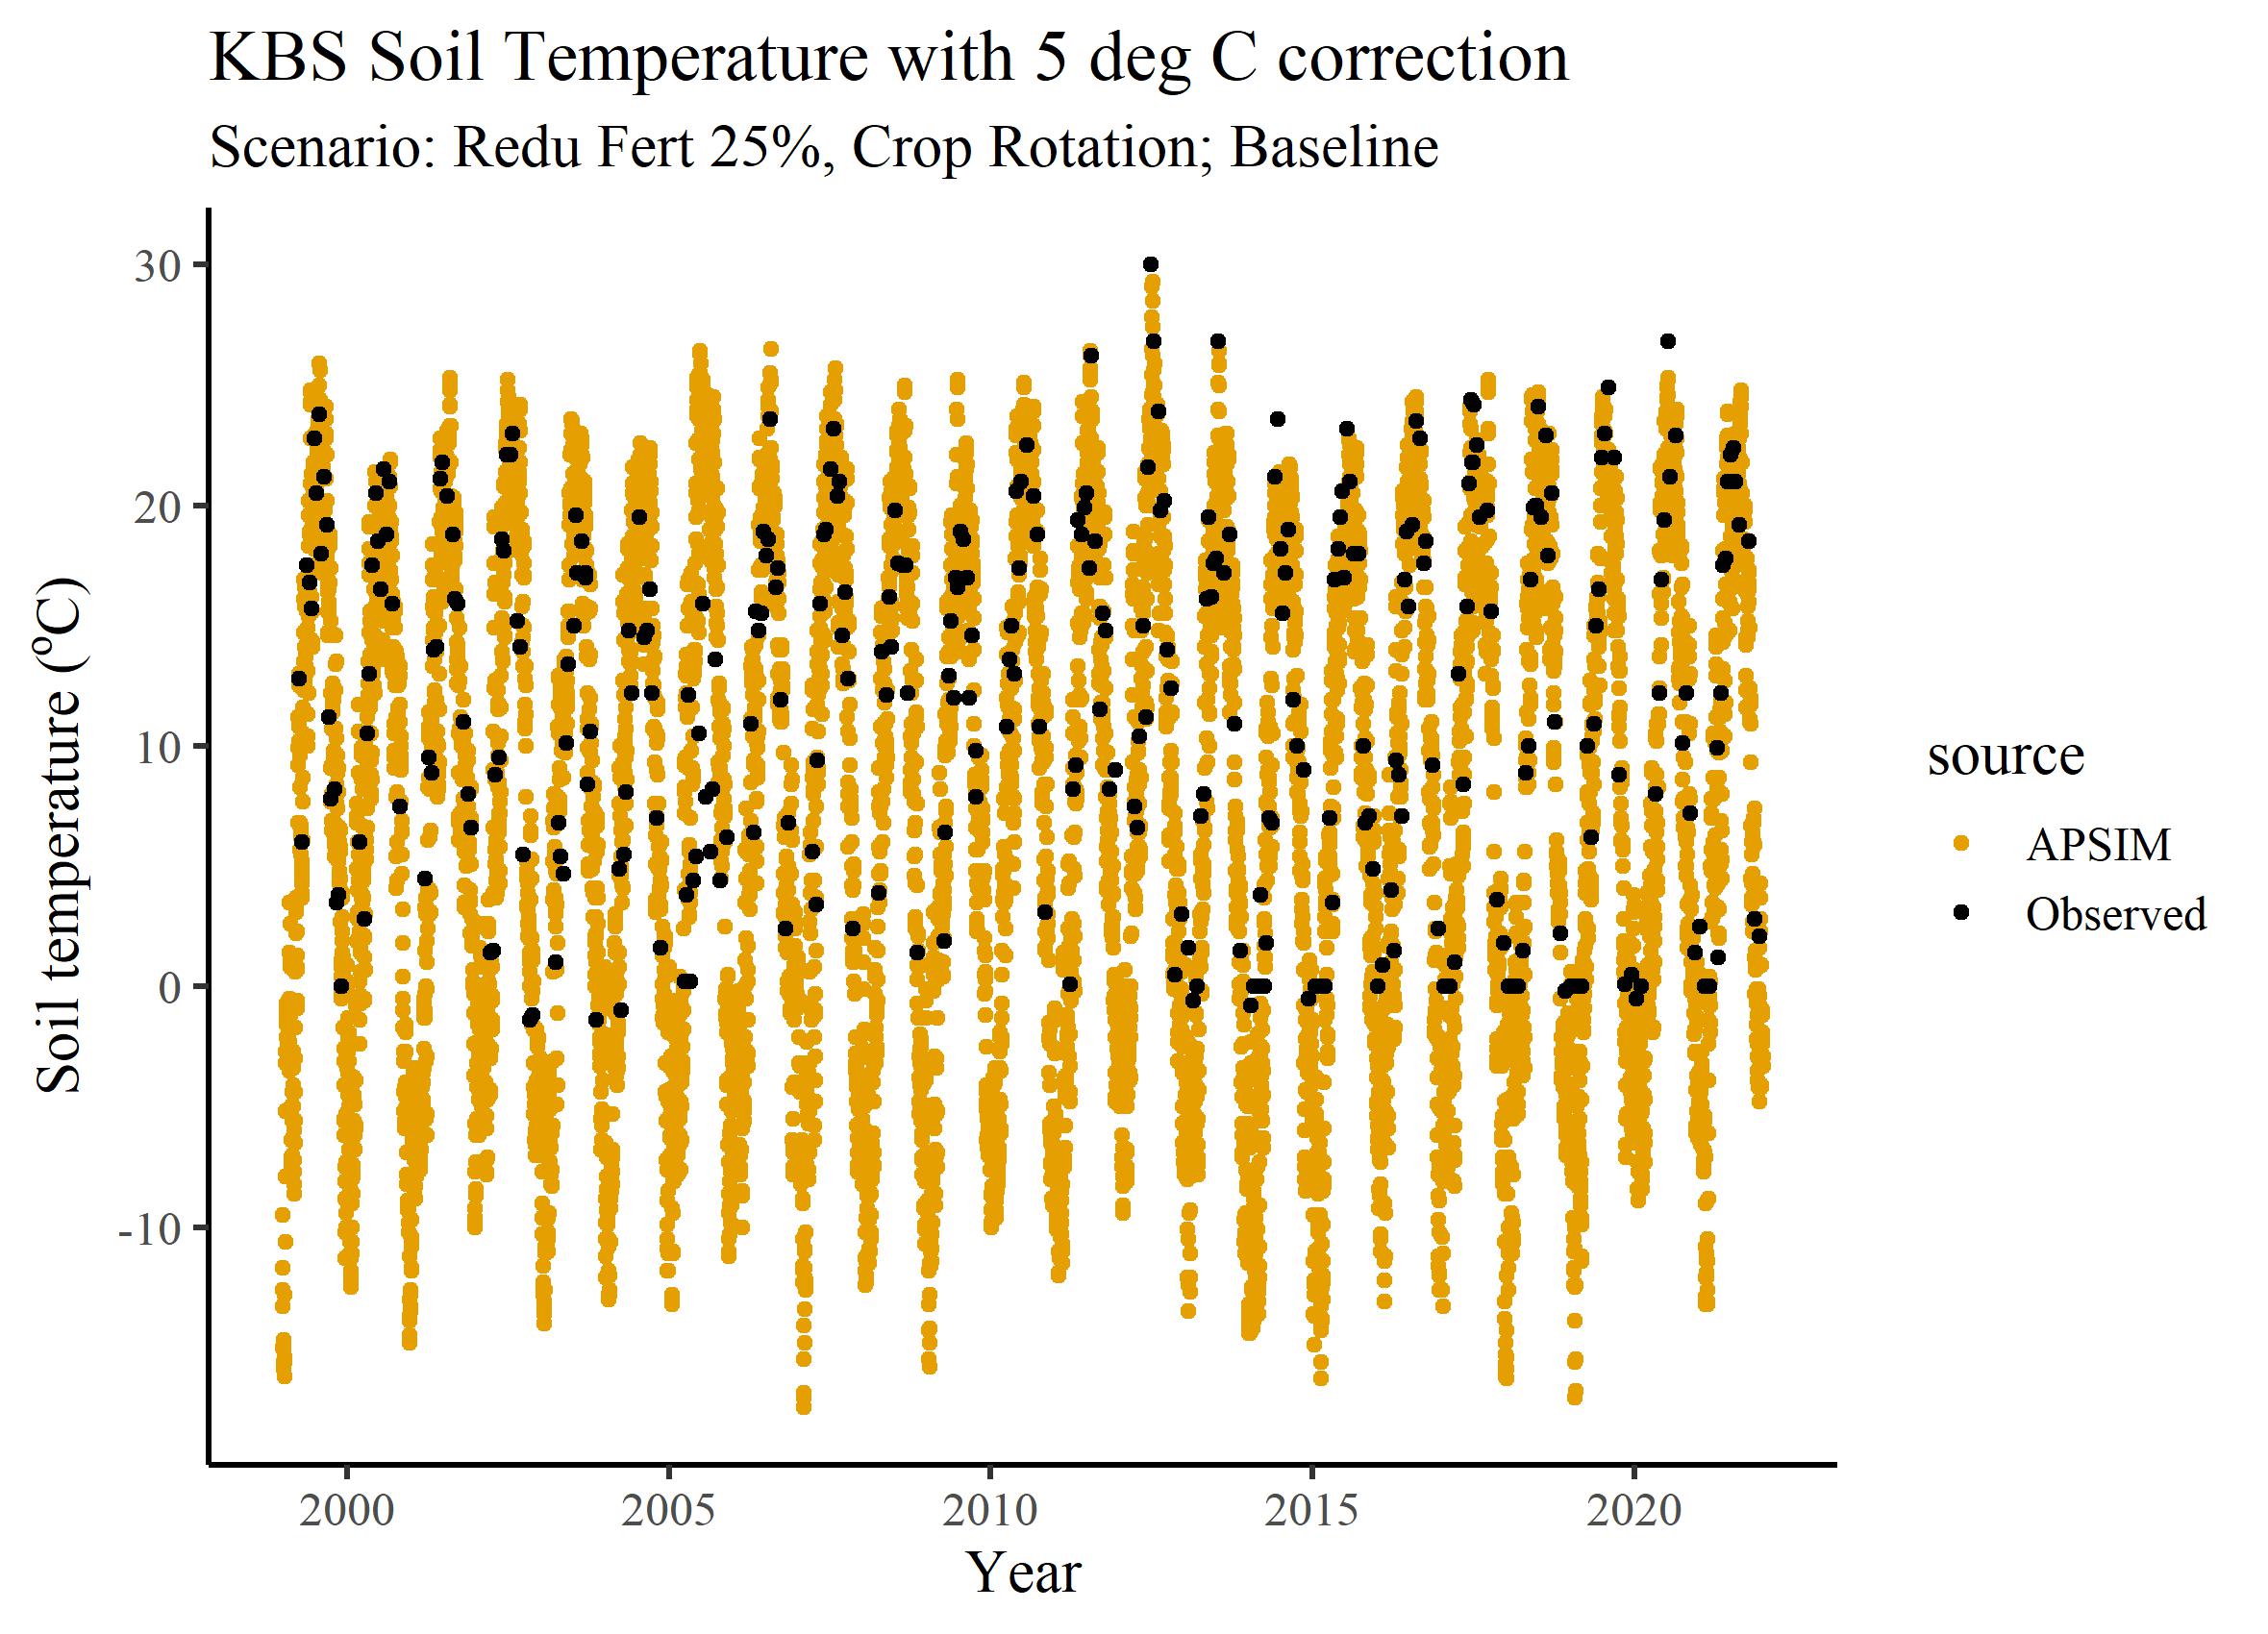 KBS Soil Temperature with 5 deg C correction
Scenario: Redu Fert 25%, Crop Rotation; Baseline
Soil temperature (ºC)
30
20
10
0
-10
2000 2005 2010 2015 2020
Year
source
APSIM
Observed